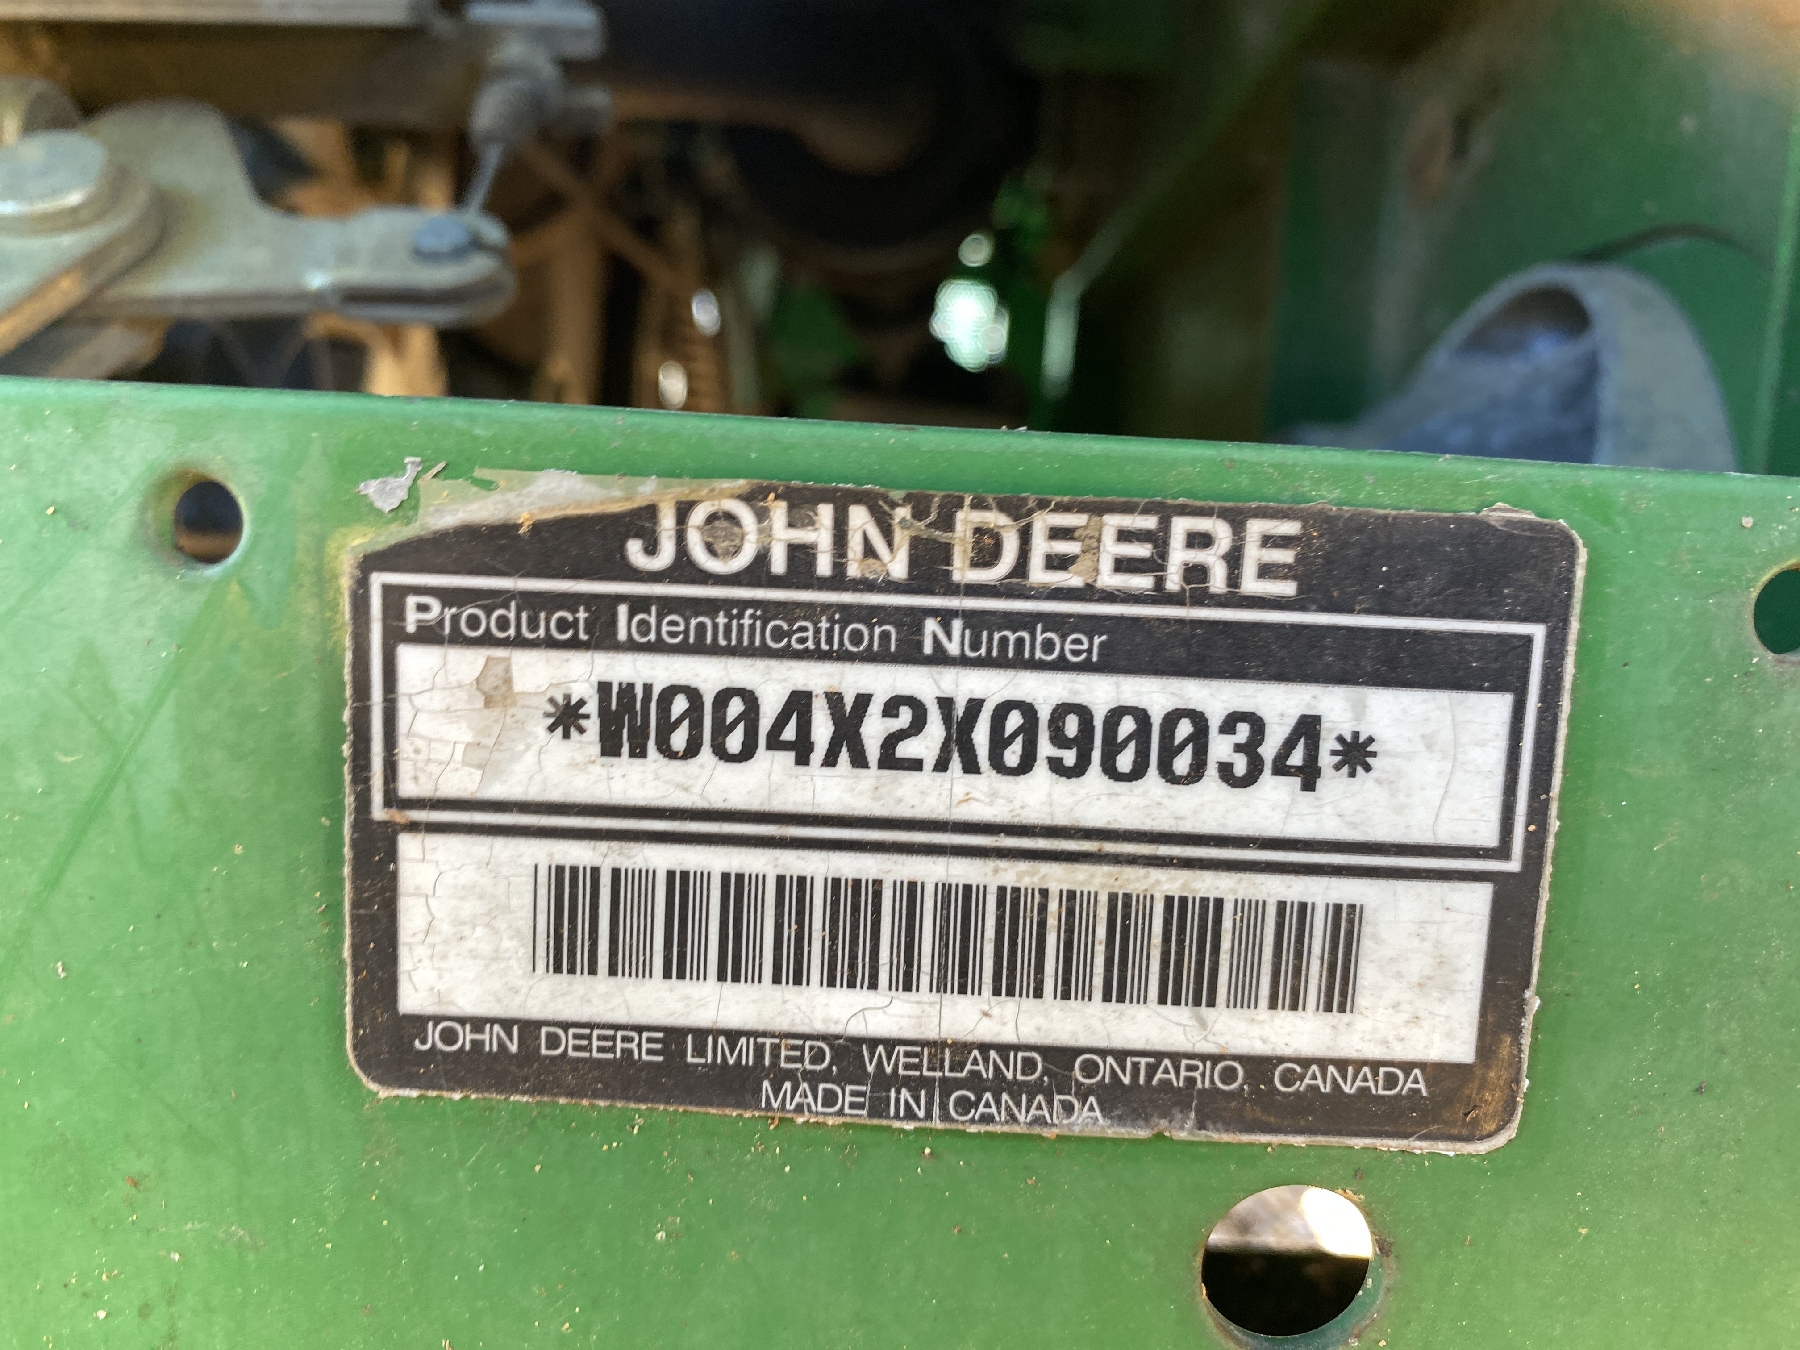 JOHN DEERE
Product Identification Number
*W004X2X090034*
JOHN DEERE LIMITED, WELLAND, ONTARIO, CANADA
MADE IN CANADA